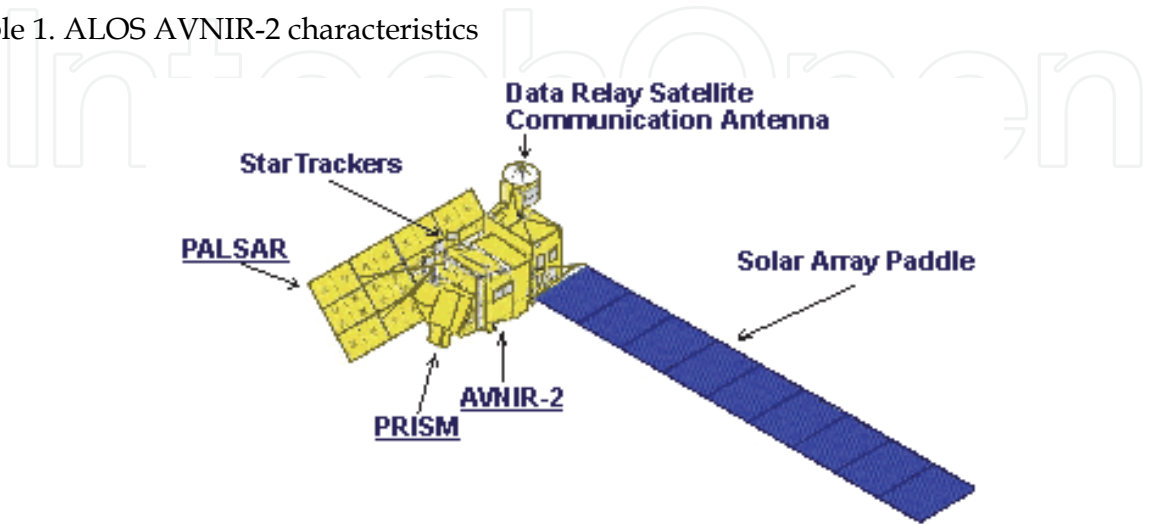 le 1. ALOS AVNIR-2 characteristics
IntechOpen
Data Relay Satellite
Communication Antenna
StarTrackers
PALSAR
Solar Array Paddle
AVNIR-2
PRISM